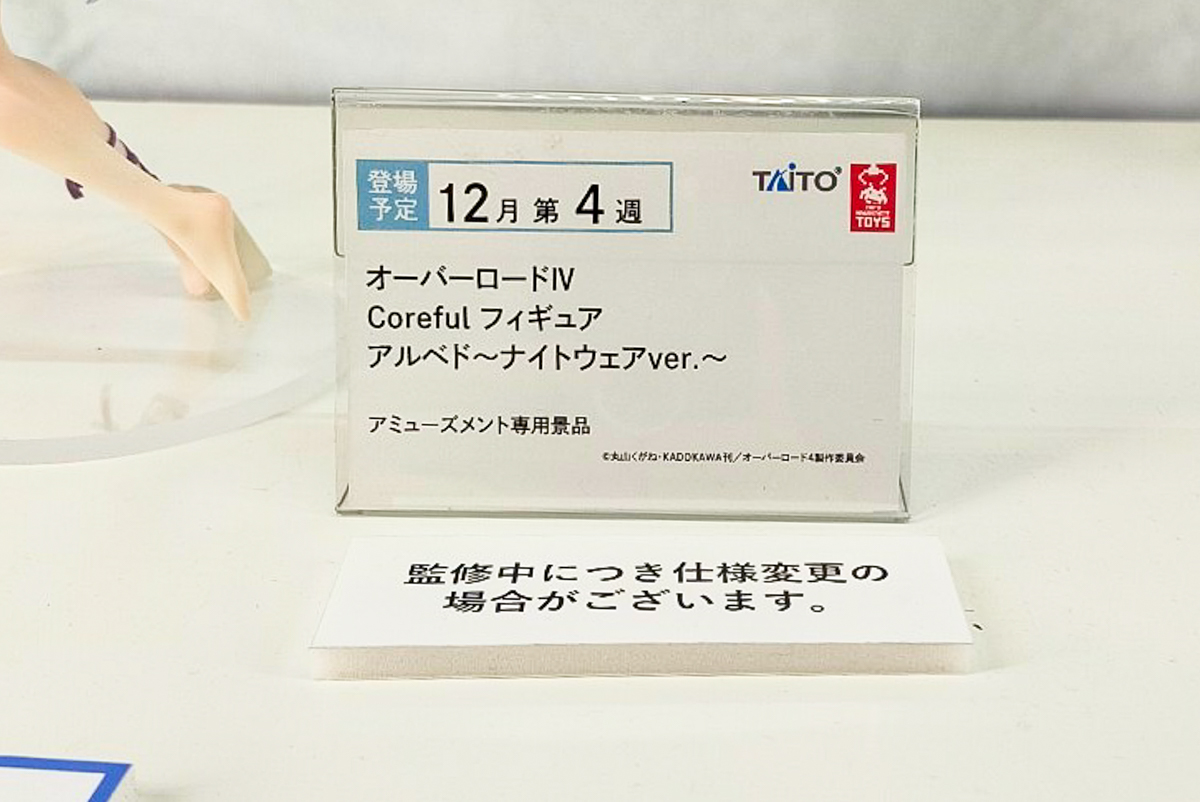 登場
予定
12月 第 4 週
TAITO®
TOYS
オーバーロードⅣ
Coreful フィギュア
アルベド～ナイトウェアver.～
アミューズメント専用景品
©丸山くがね・KADOKAWA刊／オーバーロード4製作委員会
監修中につき仕様変更の
場合がございます。